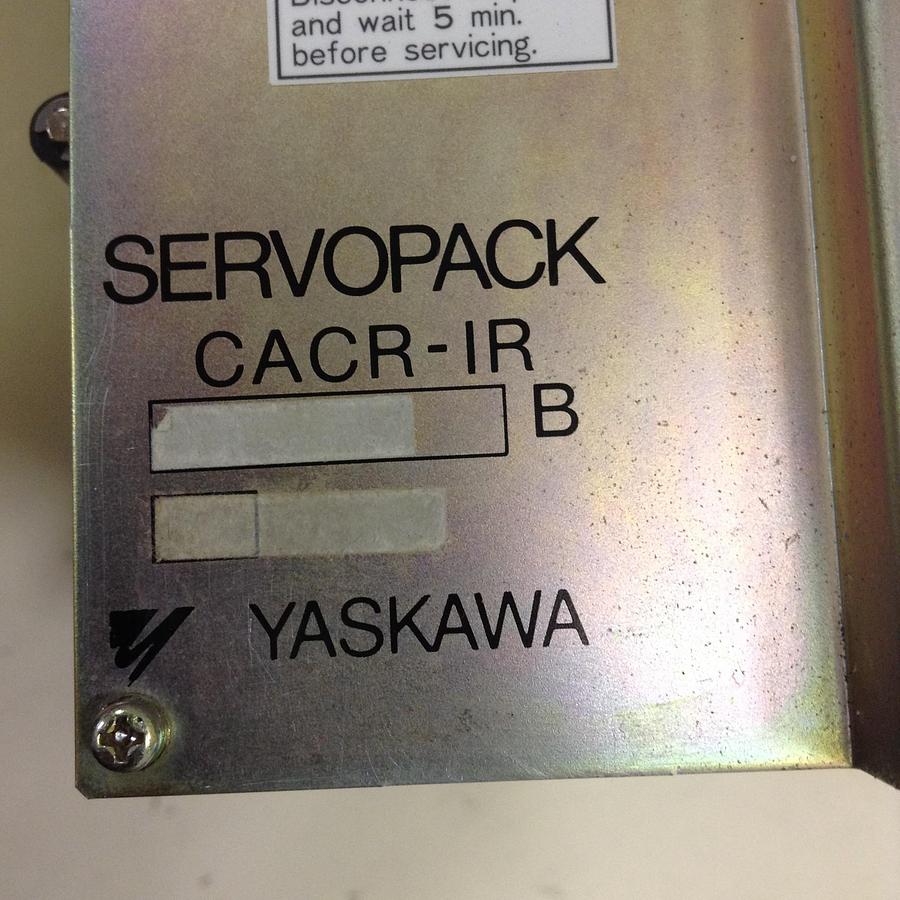 and wait 5 min.
before servicing.
SERVOPACK
CACR-IR
B
YASKAWA